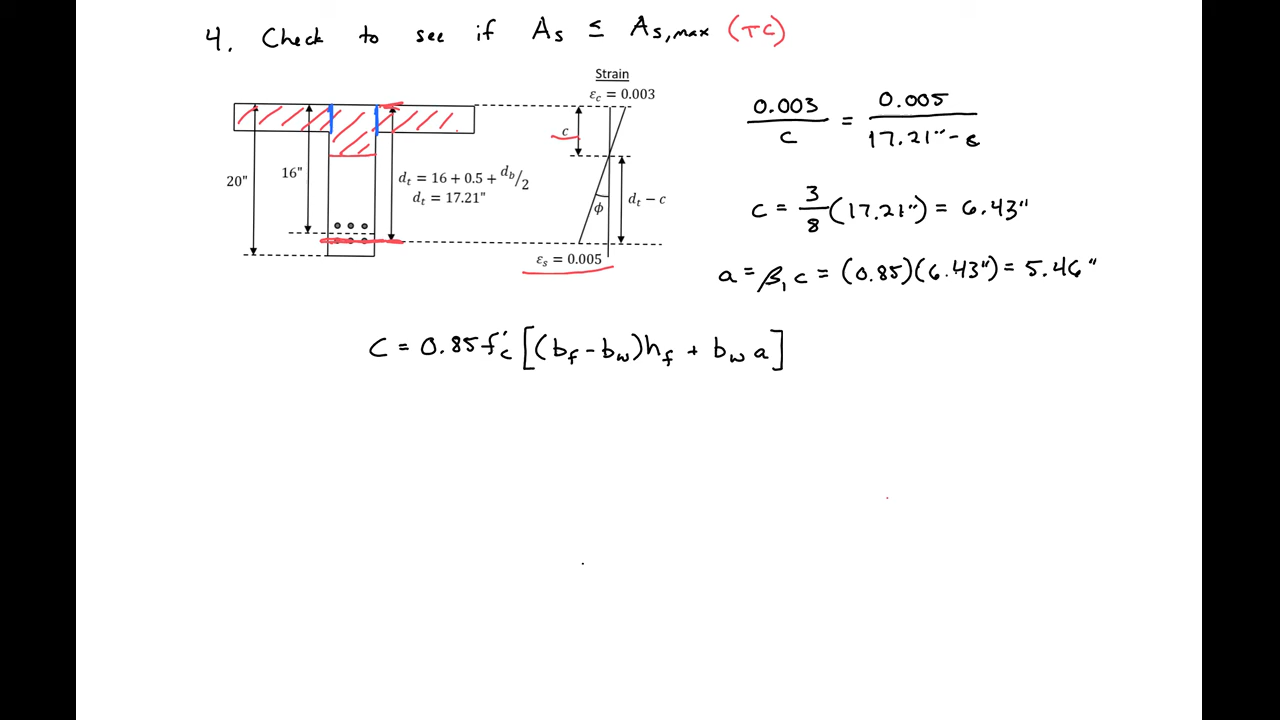 4. Check to see if As ≤ As,max (TC)
Strain
εc = 0.003
c
20"
16"
dt = 16 + 0.5 + db/2
dt = 17.21"
ϕ
dt − c
εs = 0.005
0.003/c = 0.005/17.21" - c
c = 3/8 (17.21") = 6.43"
a = β1 c = (0.85)(6.43") = 5.46"
C = 0.85 f'c [(bf - bw) hf + bw a]